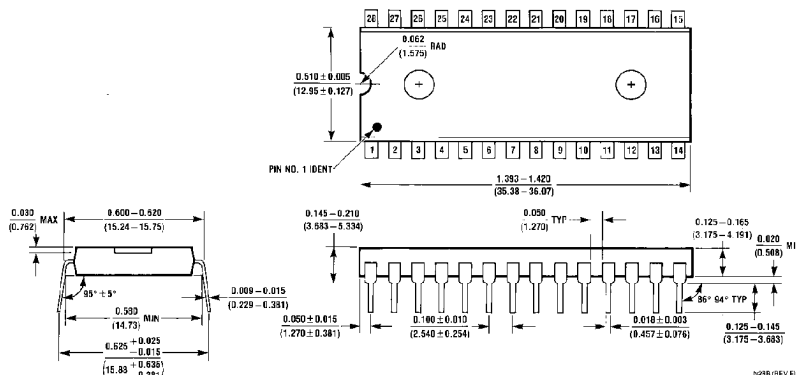 28 27 26 25 24 23 22 21 20 19 18 17 16 15
0.062
(1.575)
RAD
0.510 ± 0.005
(12.95 ± 0.127)
1 2 3 4 5 6 7 8 9 10 11 12 13 14
PIN NO. 1 IDENT
1.393 – 1.420
(35.38 – 36.07)
0.030
(0.762)
MAX
0.600 – 0.620
(15.24 – 15.75)
95° ± 5°
0.580
(14.73)
MIN
0.009 – 0.015
(0.229 – 0.381)
0.625 +0.025
–0.015
(15.88 +0.635
0.145 – 0.210
(3.683 – 5.334)
0.050
(1.270)
TYP
0.125 – 0.165
(3.175 – 4.191)
0.020
(0.508)
MI
86° 94° TYP
0.050 ± 0.015
(1.270 ± 0.381)
0.100 ± 0.010
(2.540 ± 0.254)
0.018 ± 0.003
(0.457 ± 0.076)
0.125 – 0.145
(3.175 – 3.683)